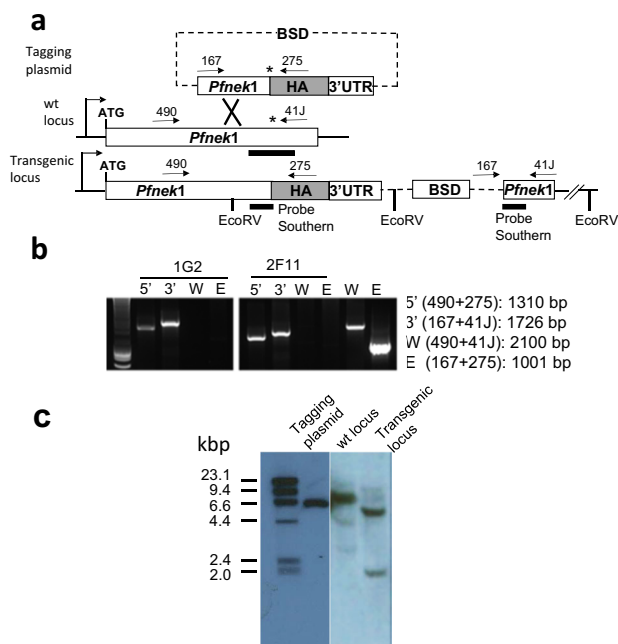 a
Tagging plasmid
BSD
167
275
*
Pfnek1
HA
3'UTR
wt locus
ATG
490
*
41J
Pfnek1
Transgenic locus
ATG
490
275
167
41J
Pfnek1
HA
3'UTR
BSD
Pfnek1
EcoRV
Probe Southern
EcoRV
Probe Southern
EcoRV
b
1G2
2F11
5' 3' W E
5' 3' W E
W E
5' (490+275): 1310 bp
3' (167+41J): 1726 bp
W (490+41J): 2100 bp
E (167+275): 1001 bp
c
kbp
Tagging plasmid
wt locus
Transgenic locus
23.1
9.4
6.6
4.4
2.4
2.0